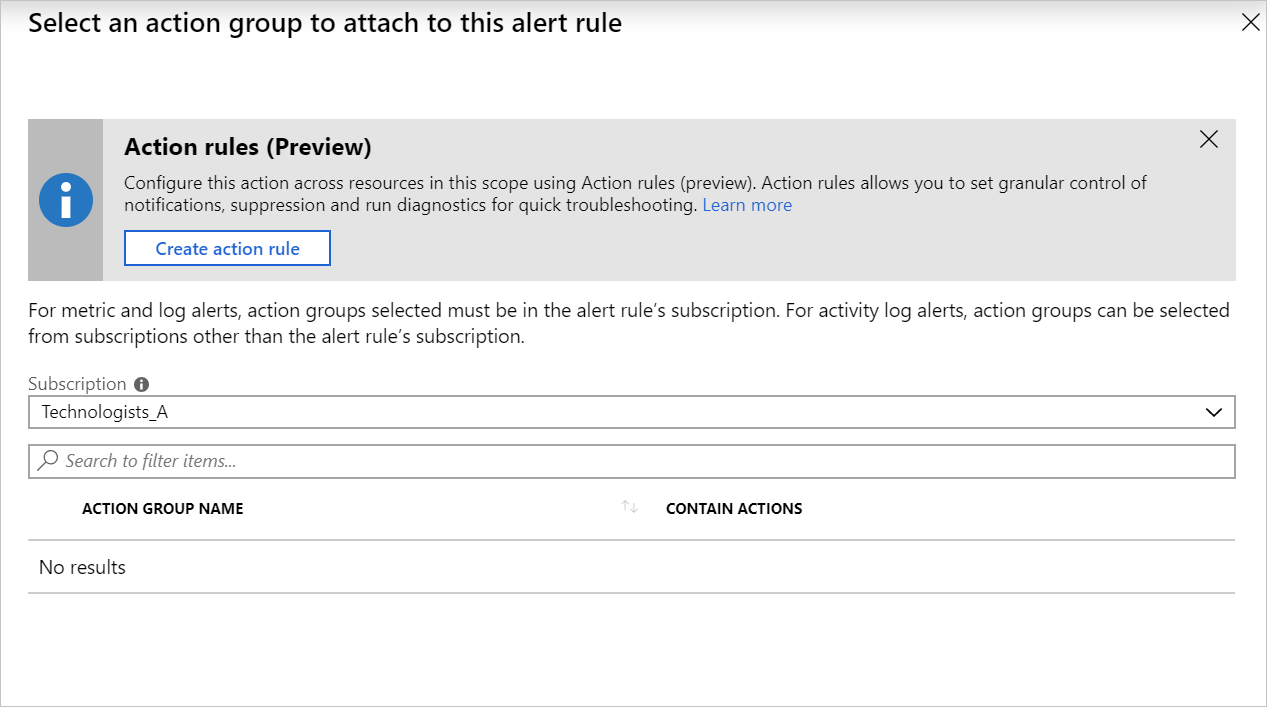 Select an action group to attach to this alert rule
Action rules (Preview)
Configure this action across resources in this scope using Action rules (preview). Action rules allows you to set granular control of
notifications, suppression and run diagnostics for quick troubleshooting. Learn more
Create action rule
For metric and log alerts, action groups selected must be in the alert rule’s subscription. For activity log alerts, action groups can be selected
from subscriptions other than the alert rule’s subscription.
Subscription
Technologists_A
Search to filter items...
ACTION GROUP NAME CONTAIN ACTIONS
No results